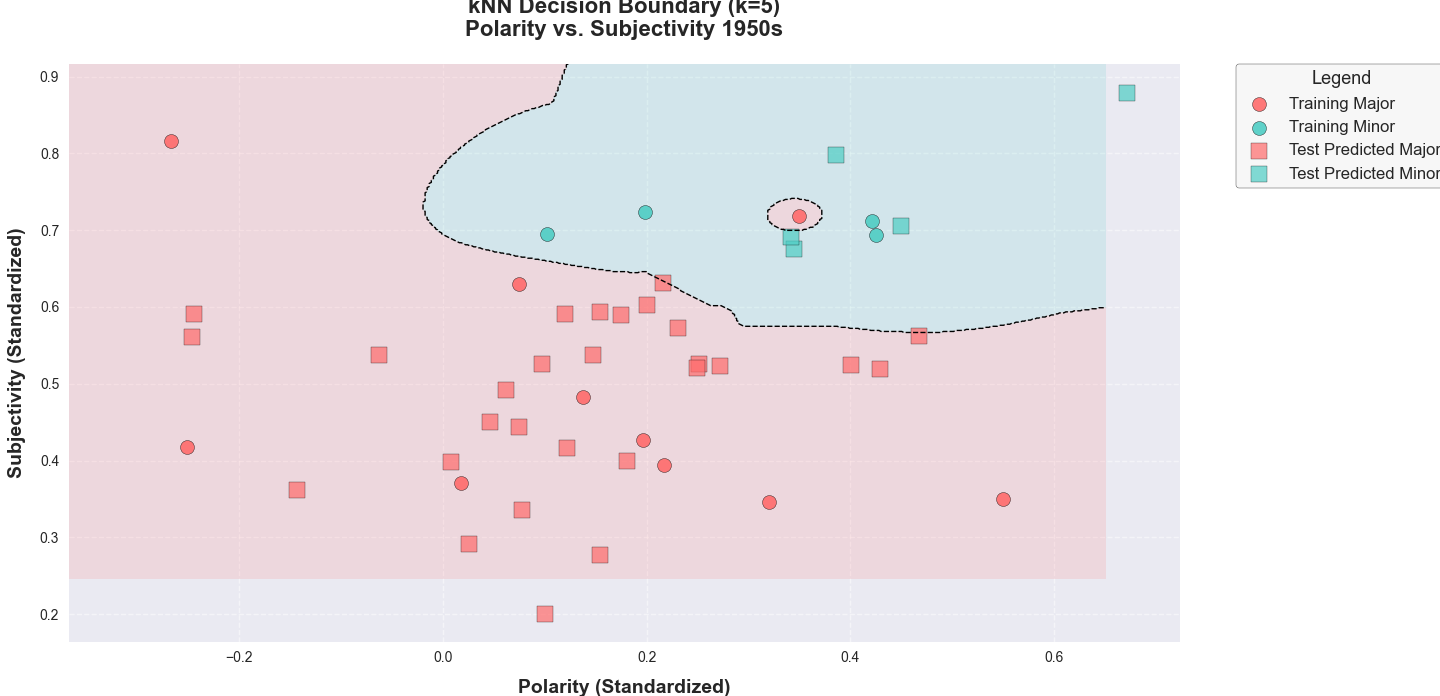 kNN Decision Boundary (k=5)
Polarity vs. Subjectivity 1950s
0.9
0.8
0.7
0.6
0.5
0.4
0.3
0.2
Subjectivity (Standardized)
−0.2
0.0
0.2
0.4
0.6
Polarity (Standardized)
Legend
Training Major
Training Minor
Test Predicted Major
Test Predicted Minor